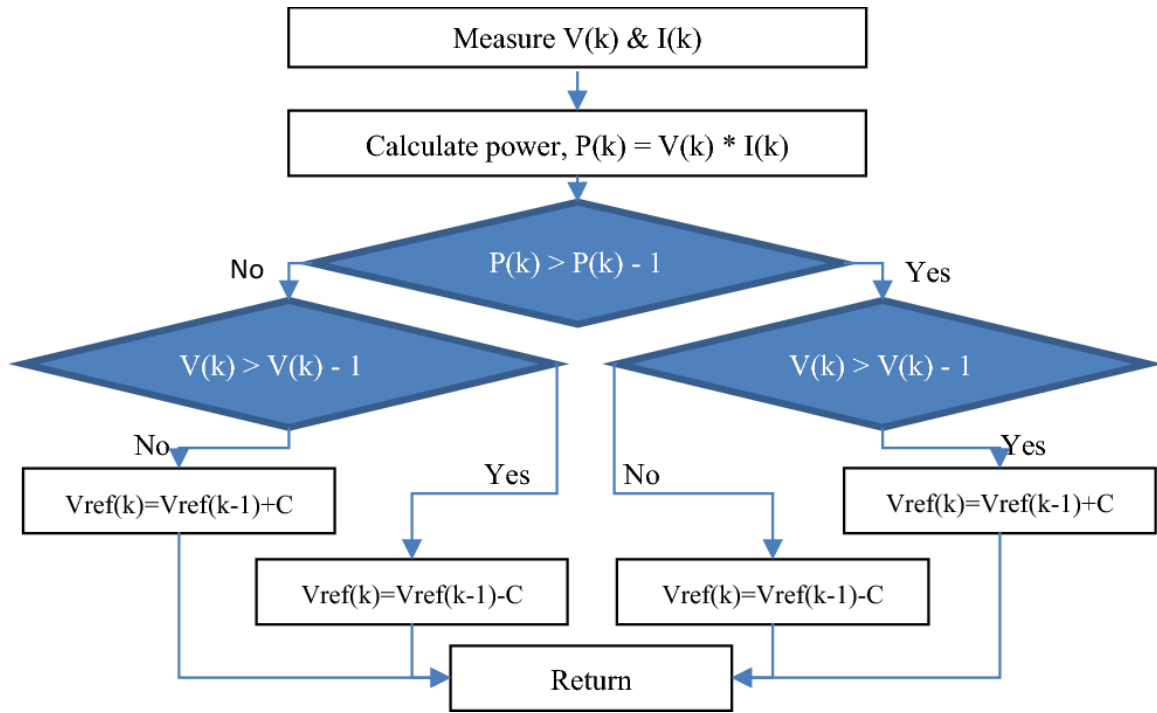 Measure V(k) & I(k)
Calculate power, P(k) = V(k) * I(k)
P(k) > P(k) - 1
No
Yes
V(k) > V(k) - 1
V(k) > V(k) - 1
No
Yes
No
Yes
Vref(k)=Vref(k-1)+C
Vref(k)=Vref(k-1)+C
Vref(k)=Vref(k-1)-C
Vref(k)=Vref(k-1)-C
Return